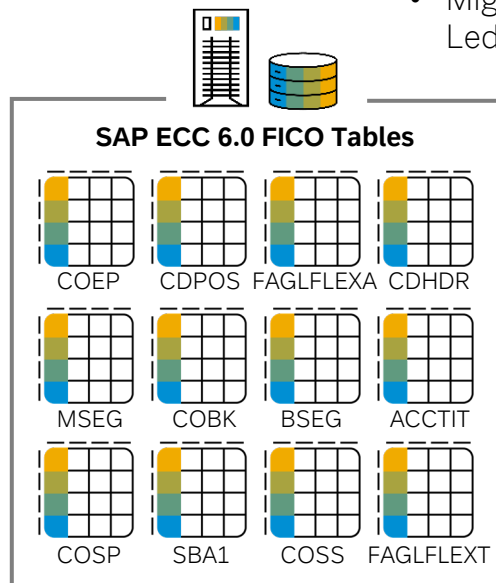 • Mig
Led
SAP ECC 6.0 FICO Tables
COEP CDPOS FAGLFLEXA CDHDR
MSEG COBK BSEG ACCTIT
COSP SBA1 COSS FAGLFLEXT